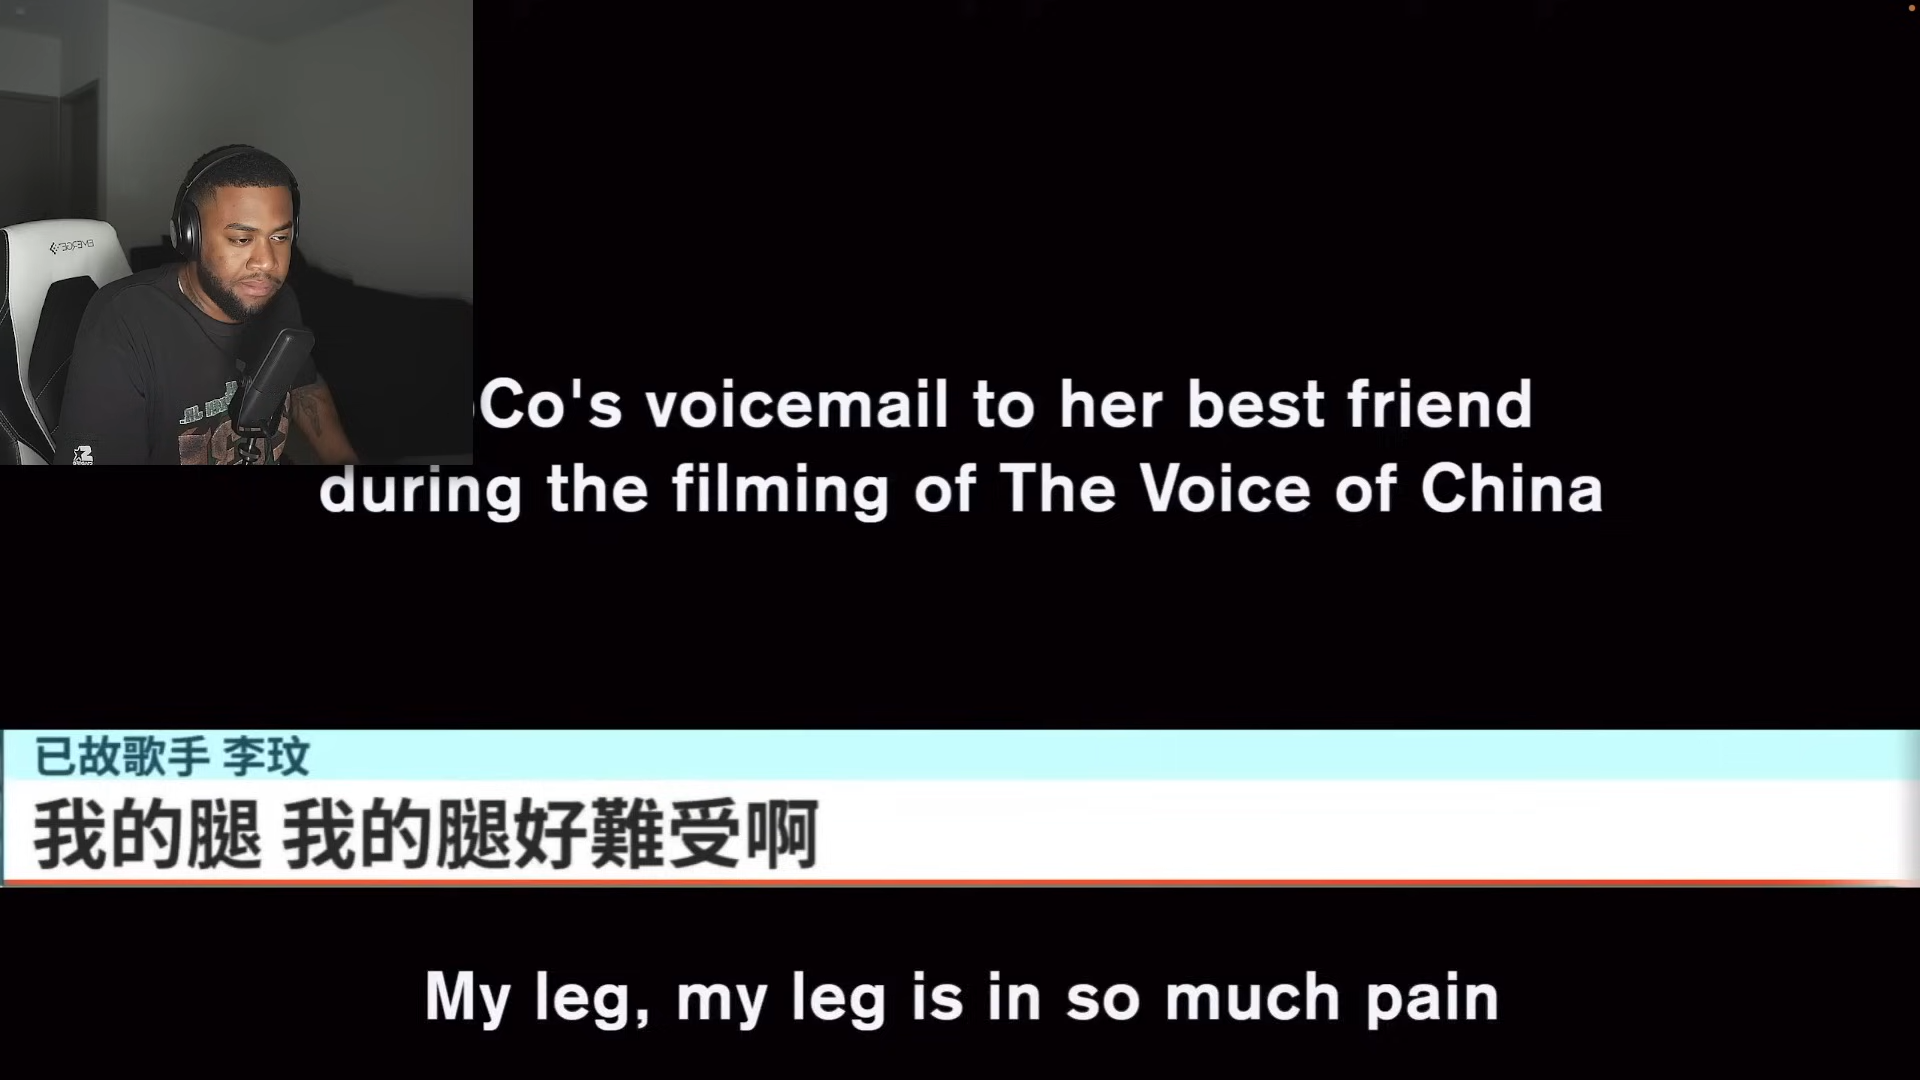 Co's voicemail to her best friend
during the filming of The Voice of China
已故歌手 李玟
我的腿 我的腿好難受啊
My leg, my leg is in so much pain